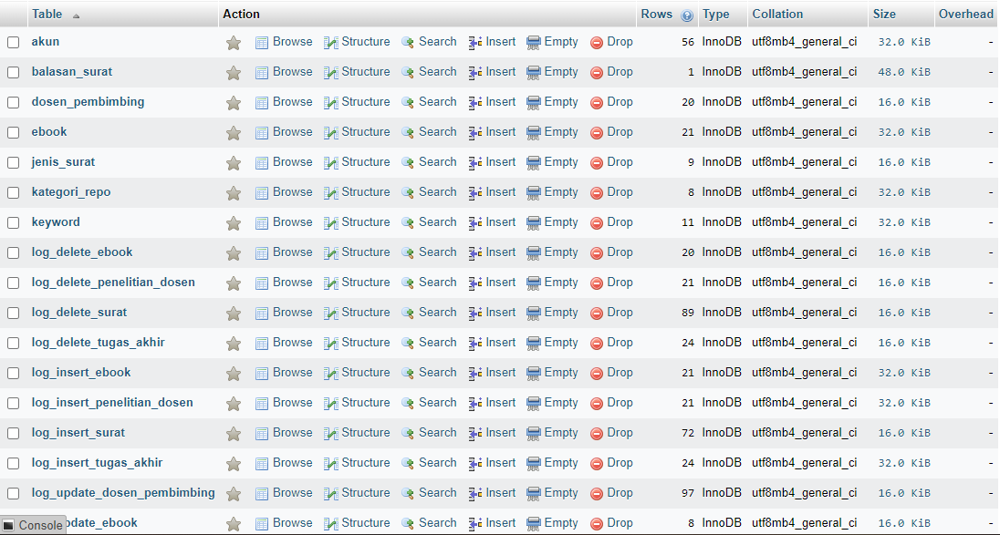 Table Action Rows Type Collation Size Overhead
akun Browse Structure Search Insert Empty Drop 56 InnoDB utf8mb4_general_ci 32.0 KiB -
balasan_surat Browse Structure Search Insert Empty Drop 1 InnoDB utf8mb4_general_ci 48.0 KiB -
dosen_pembimbing Browse Structure Search Insert Empty Drop 20 InnoDB utf8mb4_general_ci 16.0 KiB -
ebook Browse Structure Search Insert Empty Drop 21 InnoDB utf8mb4_general_ci 32.0 KiB -
jenis_surat Browse Structure Search Insert Empty Drop 9 InnoDB utf8mb4_general_ci 16.0 KiB -
kategori_repo Browse Structure Search Insert Empty Drop 8 InnoDB utf8mb4_general_ci 32.0 KiB -
keyword Browse Structure Search Insert Empty Drop 11 InnoDB utf8mb4_general_ci 32.0 KiB -
log_delete_ebook Browse Structure Search Insert Empty Drop 20 InnoDB utf8mb4_general_ci 16.0 KiB -
log_delete_penelitian_dosen Browse Structure Search Insert Empty Drop 21 InnoDB utf8mb4_general_ci 16.0 KiB -
log_delete_surat Browse Structure Search Insert Empty Drop 89 InnoDB utf8mb4_general_ci 16.0 KiB -
log_delete_tugas_akhir Browse Structure Search Insert Empty Drop 24 InnoDB utf8mb4_general_ci 16.0 KiB -
log_insert_ebook Browse Structure Search Insert Empty Drop 21 InnoDB utf8mb4_general_ci 32.0 KiB -
log_insert_penelitian_dosen Browse Structure Search Insert Empty Drop 21 InnoDB utf8mb4_general_ci 32.0 KiB -
log_insert_surat Browse Structure Search Insert Empty Drop 72 InnoDB utf8mb4_general_ci 16.0 KiB -
log_insert_tugas_akhir Browse Structure Search Insert Empty Drop 24 InnoDB utf8mb4_general_ci 32.0 KiB -
log_update_dosen_pembimbing Browse Structure Search Insert Empty Drop 97 InnoDB utf8mb4_general_ci 16.0 KiB -
Console pdate_ebook Browse Structure Search Insert Empty Drop 8 InnoDB utf8mb4_general_ci 16.0 KiB -